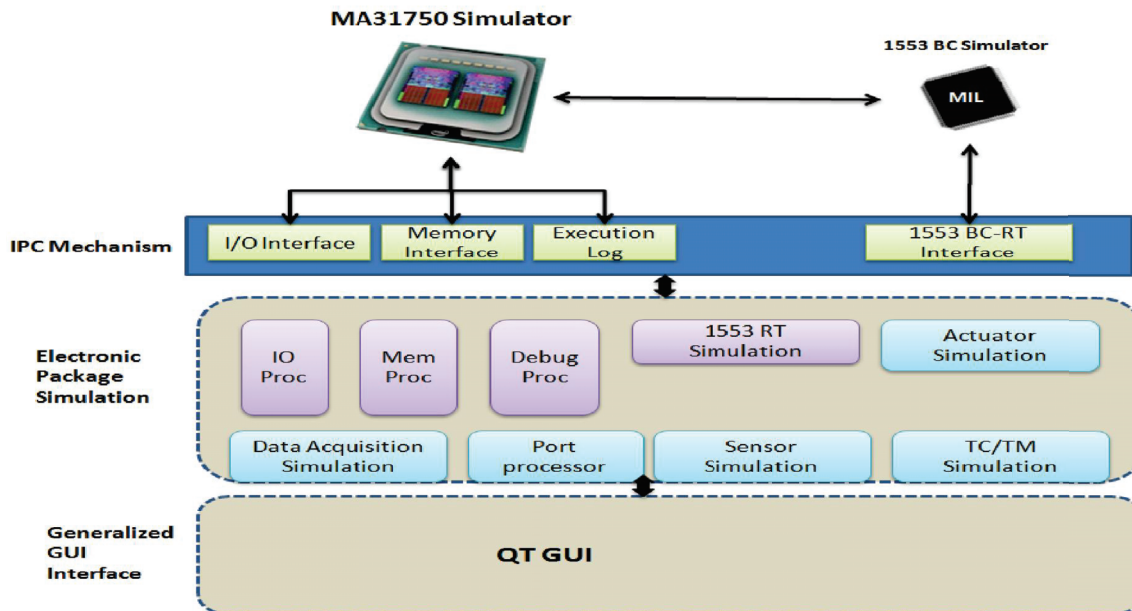 MA31750 Simulator
1553 BC Simulator
MIL
IPC Mechanism
I/O Interface
Memory
Interface
Execution
Log
1553 BC-RT
Interface
Electronic
Package
Simulation
IO
Proc
Mem
Proc
Debug
Proc
1553 RT
Simulation
Actuator
Simulation
Data Acquisition
Simulation
Port
processor
Sensor
Simulation
TC/TM
Simulation
Generalized
GUI
Interface
QT GUI